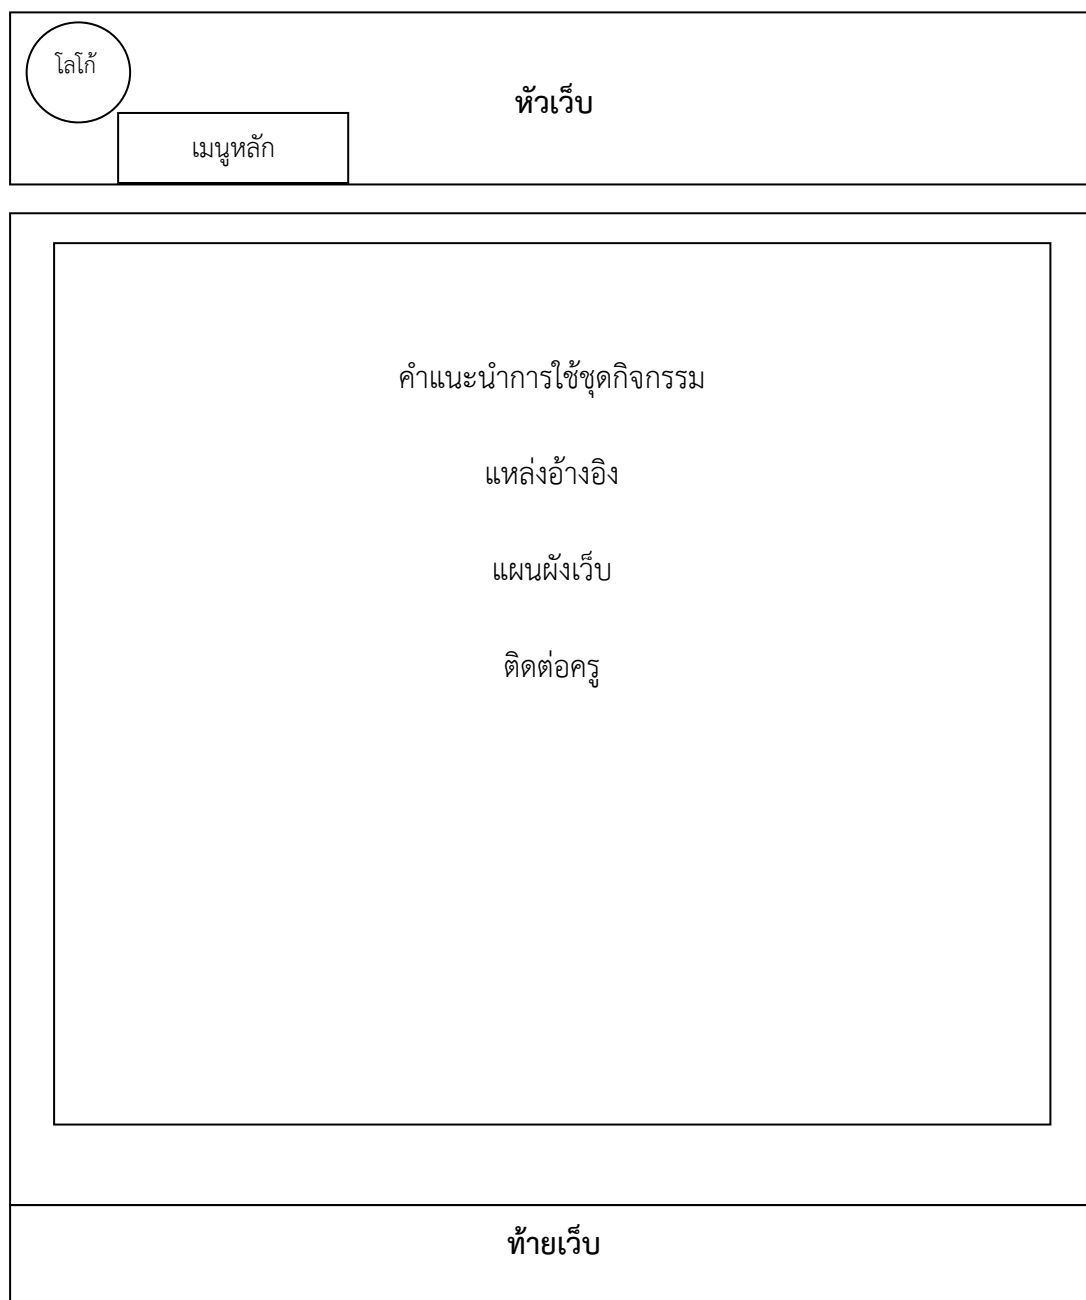 โลโก้
หัวเว็บ
เมนูหลัก
คำแนะนำการใช้ชุดกิจกรรม
แหล่งอ้างอิง
แผนผังเว็บ
ติดต่อครู
ท้ายเว็บ